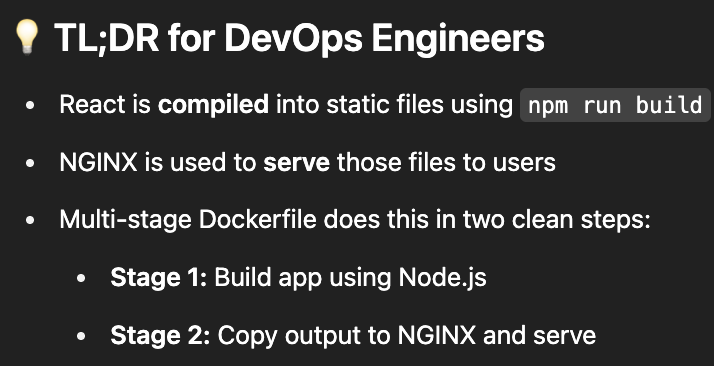 💡 TL;DR for DevOps Engineers
• React is compiled into static files using npm run build
• NGINX is used to serve those files to users
• Multi-stage Dockerfile does this in two clean steps:
• Stage 1: Build app using Node.js
• Stage 2: Copy output to NGINX and serve